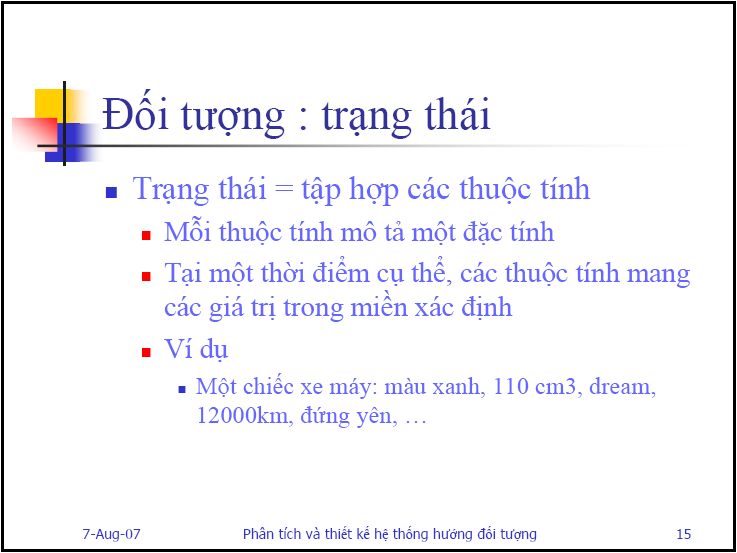 Đối tượng : trạng thái
Trạng thái = tập hợp các thuộc tính
Mỗi thuộc tính mô tả một đặc tính
Tại một thời điểm cụ thể, các thuộc tính mang
các giá trị trong miền xác định
Ví dụ
Một chiếc xe máy: màu xanh, 110 cm3, dream,
12000km, đứng yên, …
7-Aug-07 Phân tích và thiết kế hệ thống hướng đối tượng 15